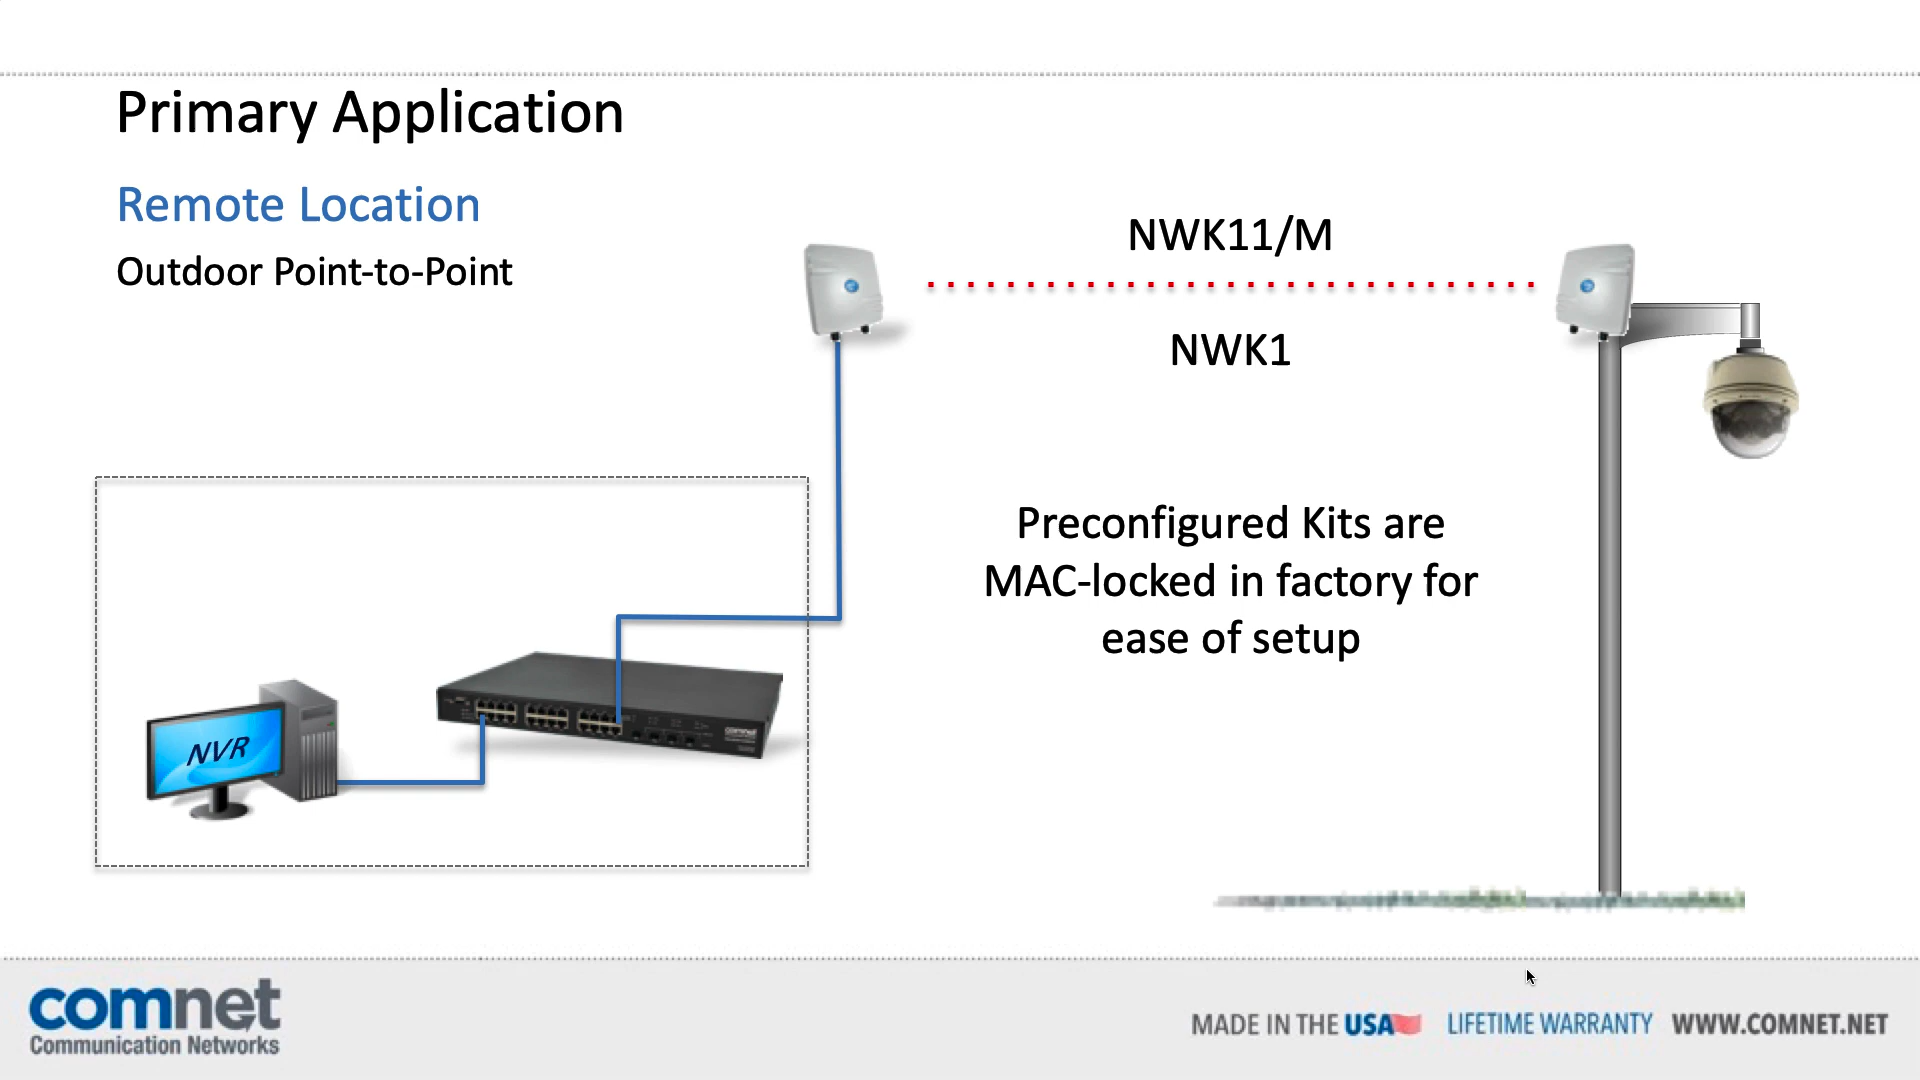 Primary Application
Remote Location
Outdoor Point-to-Point
NWK11/M
NWK1
Preconfigured Kits are
MAC-locked in factory for
ease of setup
NVR
comnet
comnet
Communication Networks
MADE IN THE USA
LIFETIME WARRANTY
WWW.COMNET.NET